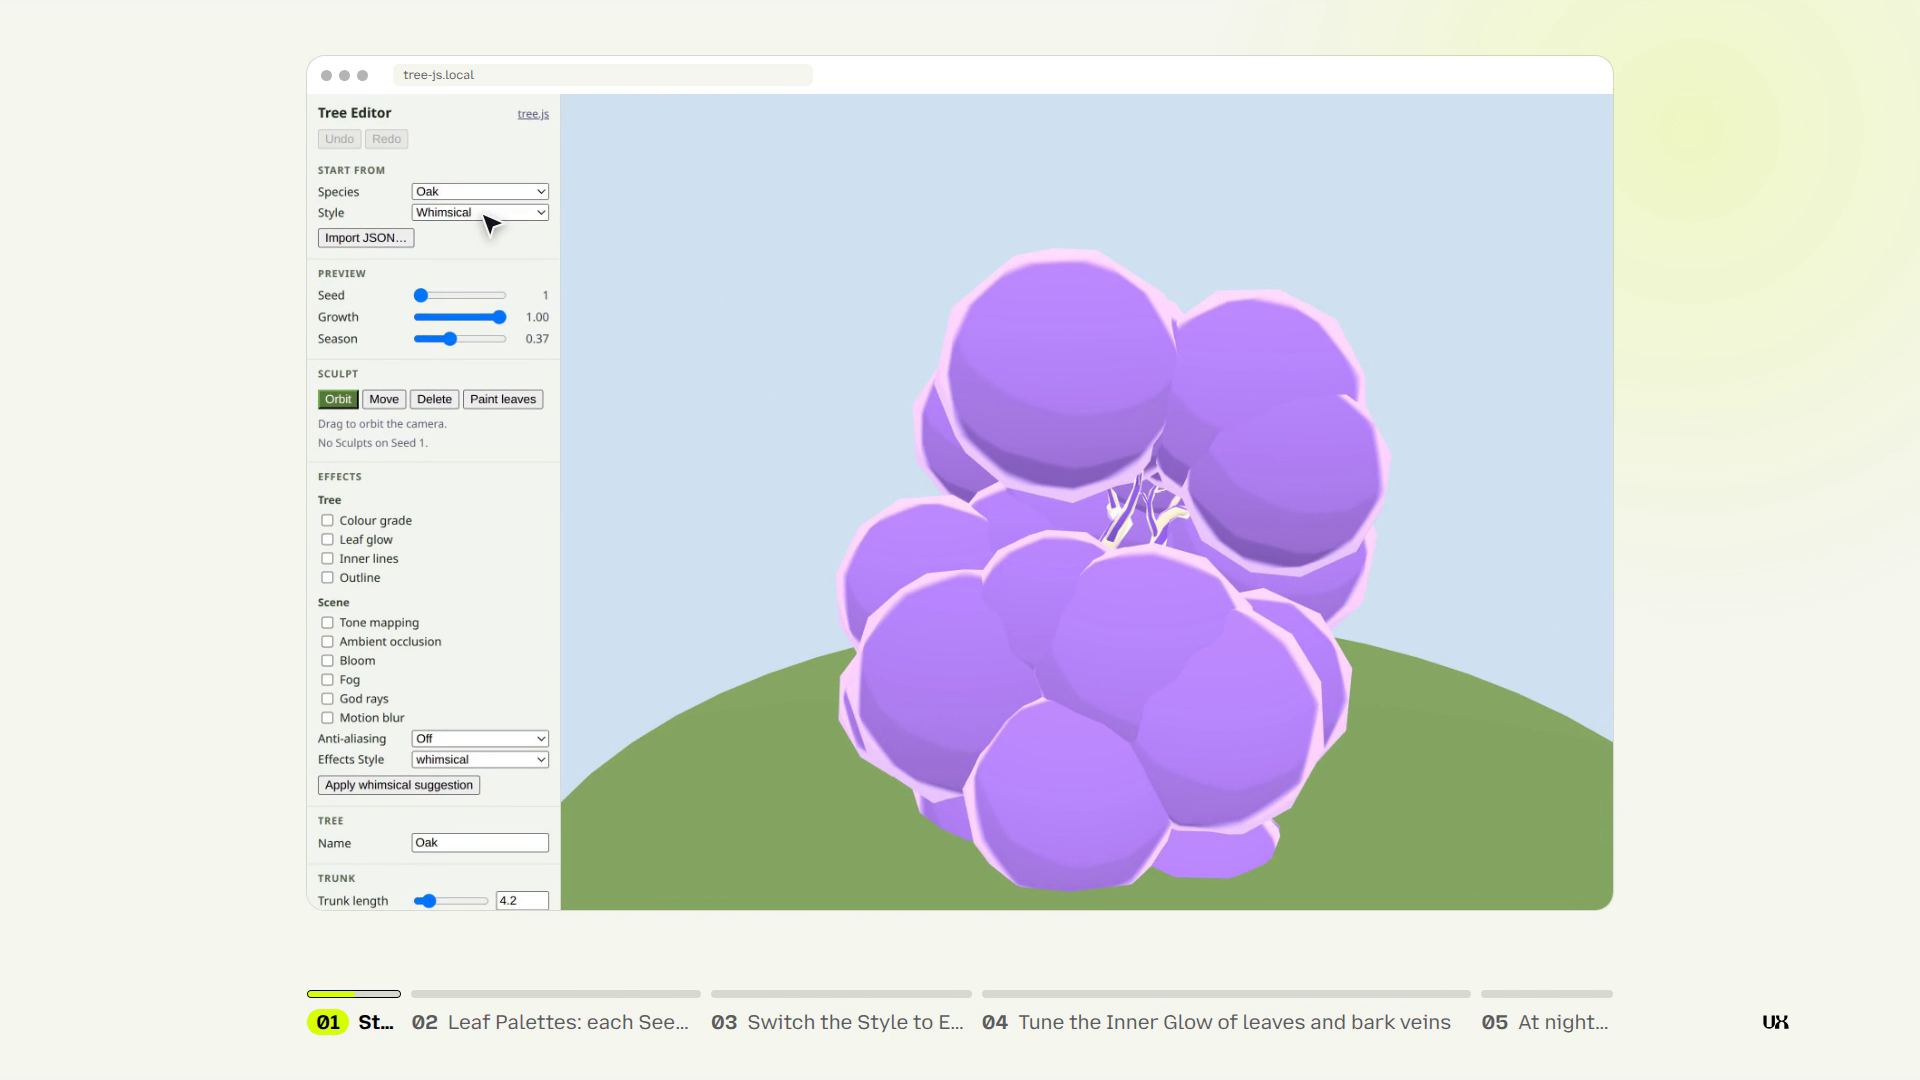 tree-js.local
Tree Editor
tree.js
Undo Redo
START FROM
Species Oak
Style Whimsical
Import JSON...
PREVIEW
Seed 1
Growth 1.00
Season 0.37
SCULPT
Orbit Move Delete Paint leaves
Drag to orbit the camera.
No Sculpts on Seed 1.
EFFECTS
Tree
Colour grade
Leaf glow
Inner lines
Outline
Scene
Tone mapping
Ambient occlusion
Bloom
Fog
God rays
Motion blur
Anti-aliasing Off
Effects Style whimsical
Apply whimsical suggestion
TREE
Name Oak
TRUNK
Trunk length 4.2
01 St...
02 Leaf Palettes: each See...
03 Switch the Style to E...
04 Tune the Inner Glow of leaves and bark veins
05 At night...
UX